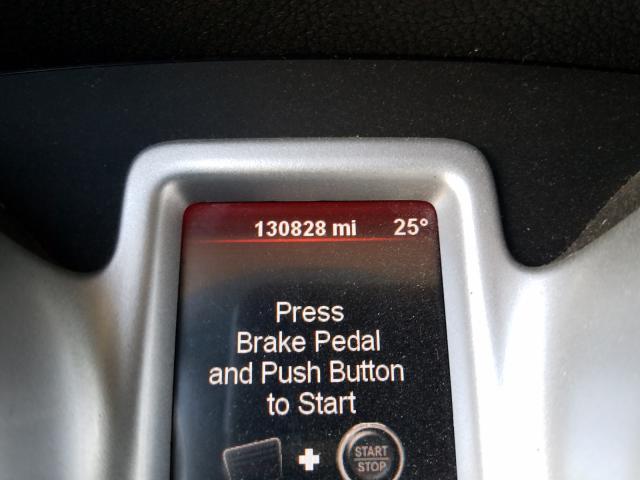 130828 mi 25°
Press
Brake Pedal
and Push Button
to Start
+ START
STOP